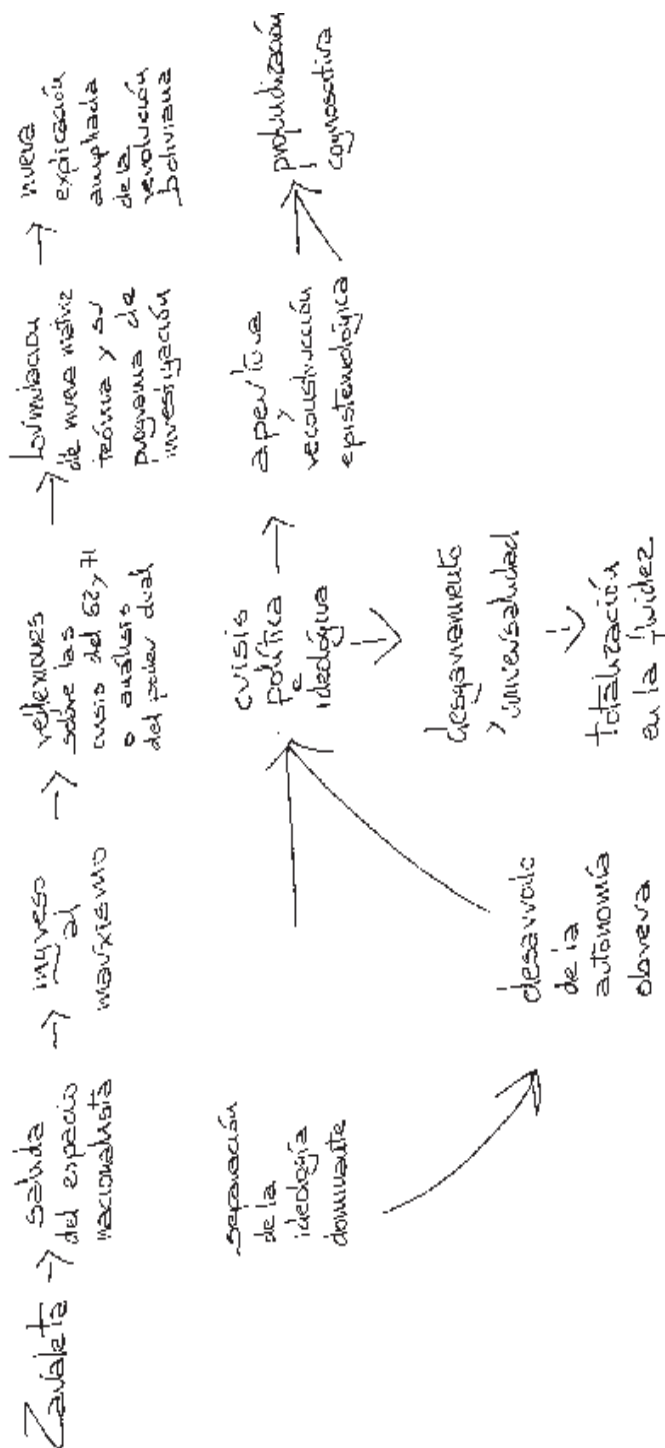 Zavaleta
salida
del espacio
nacionalista
ingreso
al
marxismo
reflexiones
sobre las
crisis del 52 y 71
o análisis
del poder dual
formulación
de nueva matriz
teórica y su
programa de
investigación
nueva
explicación
ampliada
de la
revolución
boliviana
separación
de la
ideología
dominante
crisis
política
e
ideológica
apertura
y
reconstrucción
epistemológica
profundización
cognoscitiva
desarrollo
de la
autonomía
obrera
desgarramiento
y universalidad
totalización
en la fluidez